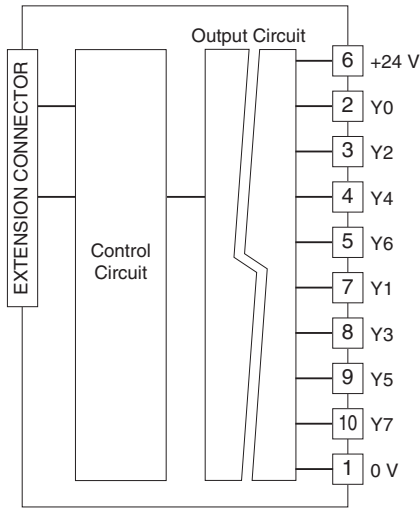 Output Circuit
EXTENSION CONNECTOR
Control
Circuit
6 +24 V
2 Y0
3 Y2
4 Y4
5 Y6
7 Y1
8 Y3
9 Y5
10 Y7
1 0 V